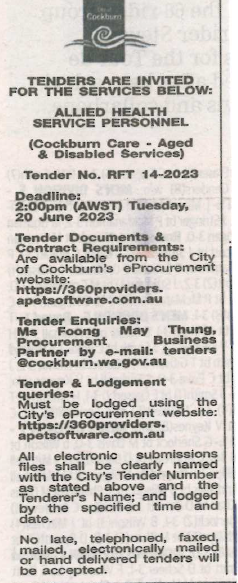 City of
Cockburn
TENDERS ARE INVITED
FOR THE SERVICES BELOW:
ALLIED HEALTH
SERVICE PERSONNEL
(Cockburn Care - Aged
& Disabled Services)
Tender No. RFT 14-2023
Deadline:
2:00pm (AWST) Tuesday,
20 June 2023
Tender Documents &
Contract Requirements:
Are available from the City
of Cockburn's eProcurement
website:
https://360providers.
apetsoftware.com.au
Tender Enquiries:
Ms Foong May Thung,
Procurement Business
Partner by e-mail: tenders
@cockburn.wa.gov.au
Tender & Lodgement
queries:
Must be lodged using the
City's eProcurement website:
https://360providers.
apetsoftware.com.au
All electronic submissions
files shall be clearly named
with the City's Tender Number
as stated above and the
Tenderer's Name; and lodged
by the specified time and
date.
No late, telephoned, faxed,
mailed, electronically mailed
or hand delivered tenders will
be accepted.